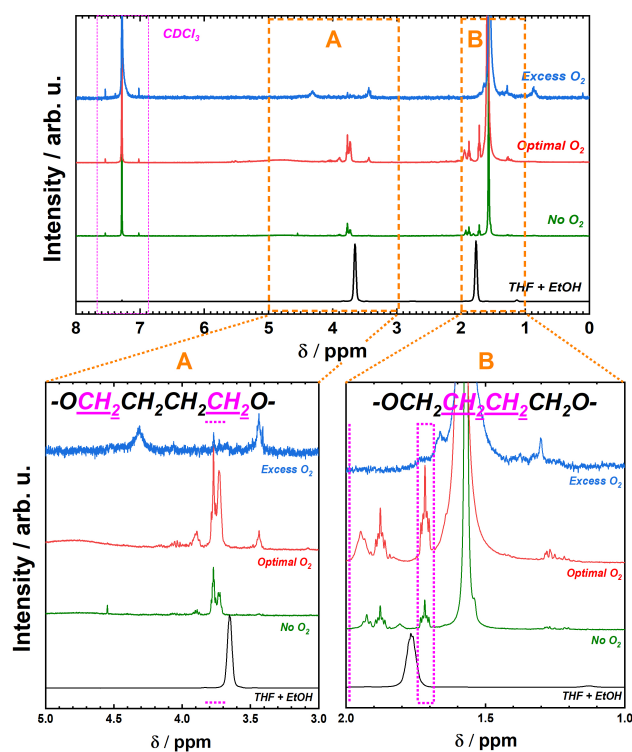 A
B
CDCl3
Excess O2
Optimal O2
No O2
THF + EtOH
Intensity / arb. u.
8 7 6 5 4 3 2 1 0
δ / ppm
A
B
-OCH2CH2CH2CH2O-
-OCH2CH2CH2CH2O-
Excess O2
Optimal O2
No O2
THF + EtOH
Excess O2
Optimal O2
No O2
THF + EtOH
Intensity / arb. u.
5.0 4.5 4.0 3.5 3.0
2.0 1.5 1.0
δ / ppm
δ / ppm